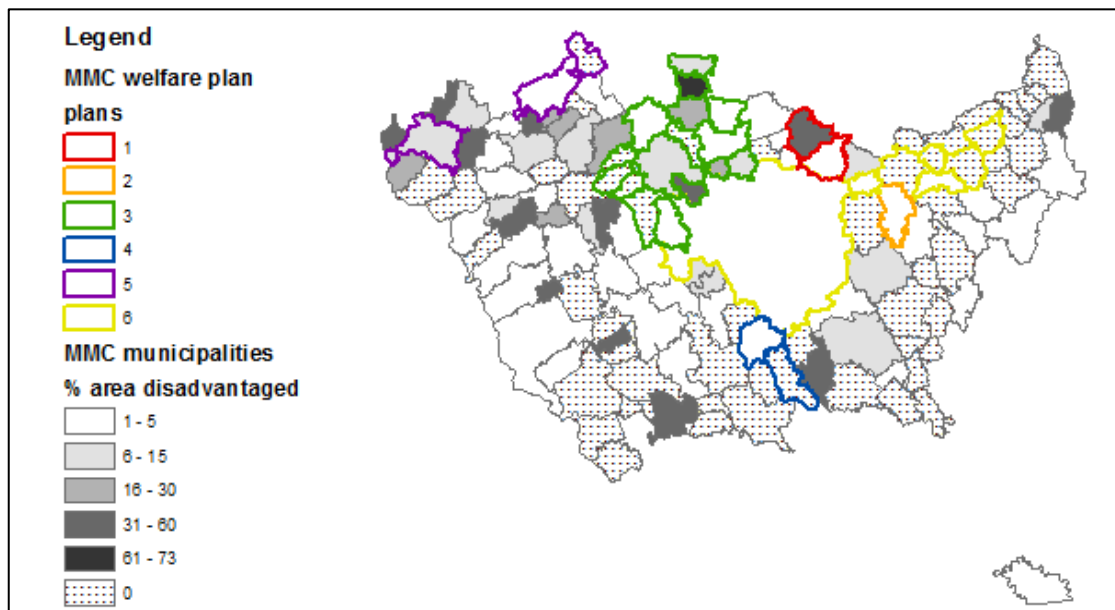 Legend
MMC welfare plan
plans
1
2
3
4
5
6
MMC municipalities
% area disadvantaged
1 - 5
6 - 15
16 - 30
31 - 60
61 - 73
0